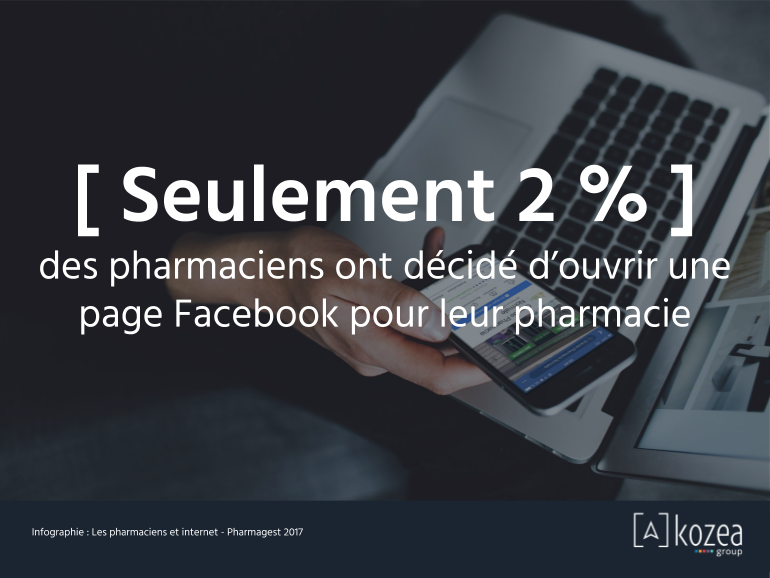 [ Seulement 2 % ]
des pharmaciens ont décidé d’ouvrir une
page Facebook pour leur pharmacie
Infographie : Les pharmaciens et internet - Pharmagest 2017
[A] kozea
group